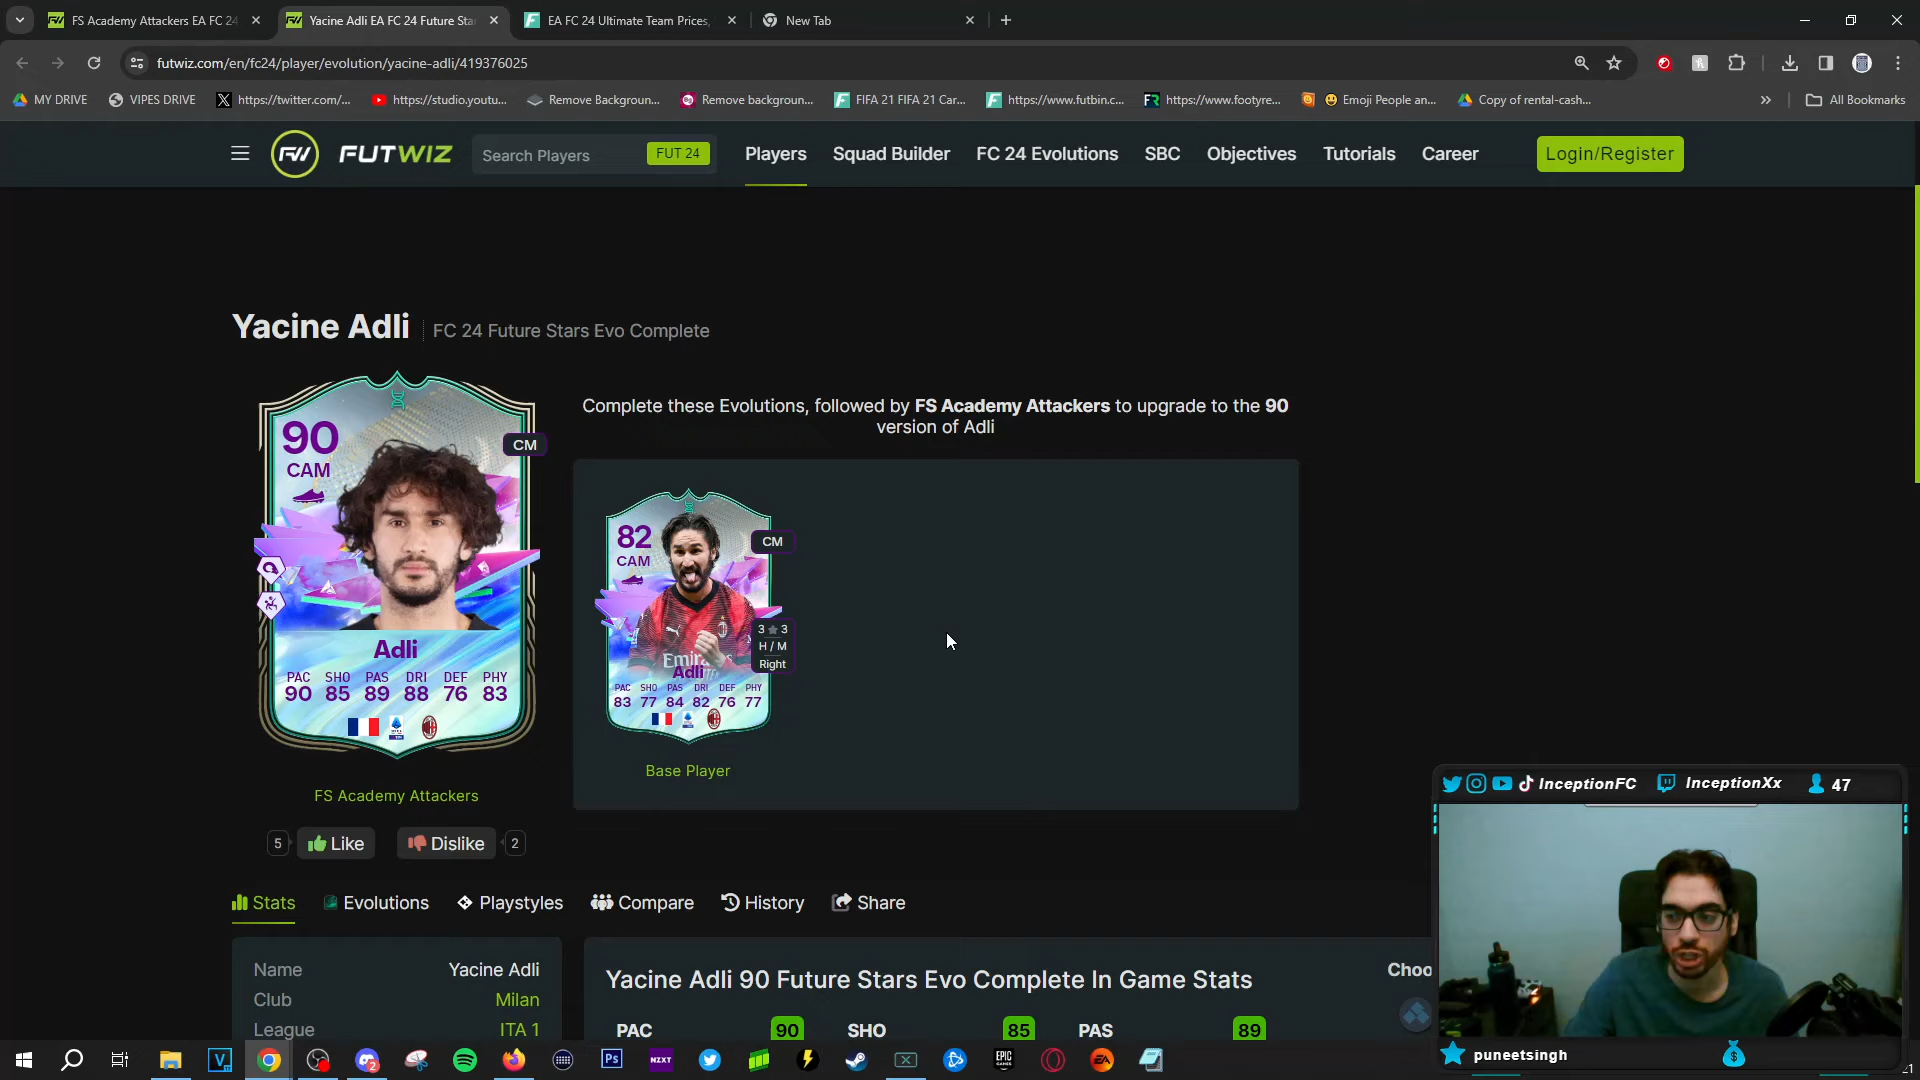 FS Academy Attackers EA FC 24
Yacine Adli EA FC 24 Future Sta
EA FC 24 Ultimate Team Prices,
New Tab
futwiz.com/en/fc24/player/evolution/yacine-adli/419376025
MY DRIVE
VIPES DRIVE
https://twitter.com/...
https://studio.youtu...
Remove Backgroun...
Remove backgroun...
FIFA 21 FIFA 21 Car...
https://www.futbin.c...
https://www.footyre...
Emoji People an...
Copy of rental-cash...
All Bookmarks
FW FUTWIZ
Search Players
FUT 24
Players
Squad Builder
FC 24 Evolutions
SBC
Objectives
Tutorials
Career
Login/Register
Yacine Adli
FC 24 Future Stars Evo Complete
Complete these Evolutions, followed by FS Academy Attackers to upgrade to the 90
version of Adli
90
CAM
CM
Adli
PAC SHO PAS DRI DEF PHY
90 85 89 88 76 83
FS Academy Attackers
82
CAM
CM
3 ★ 3
H / M
Right
Emira
Adli
PAC SHO PAS DRI DEF PHY
83 77 84 82 76 77
Base Player
5
Like
Dislike
2
Stats
Evolutions
Playstyles
Compare
History
Share
Name Yacine Adli
Club Milan
League ITA 1
Yacine Adli 90 Future Stars Evo Complete In Game Stats
Choo
PAC 90
SHO 85
PAS 89
InceptionFC
InceptionXx
47
puneetsingh
Ps
NZXT
EPIC
GAMES
EA
V
2
21